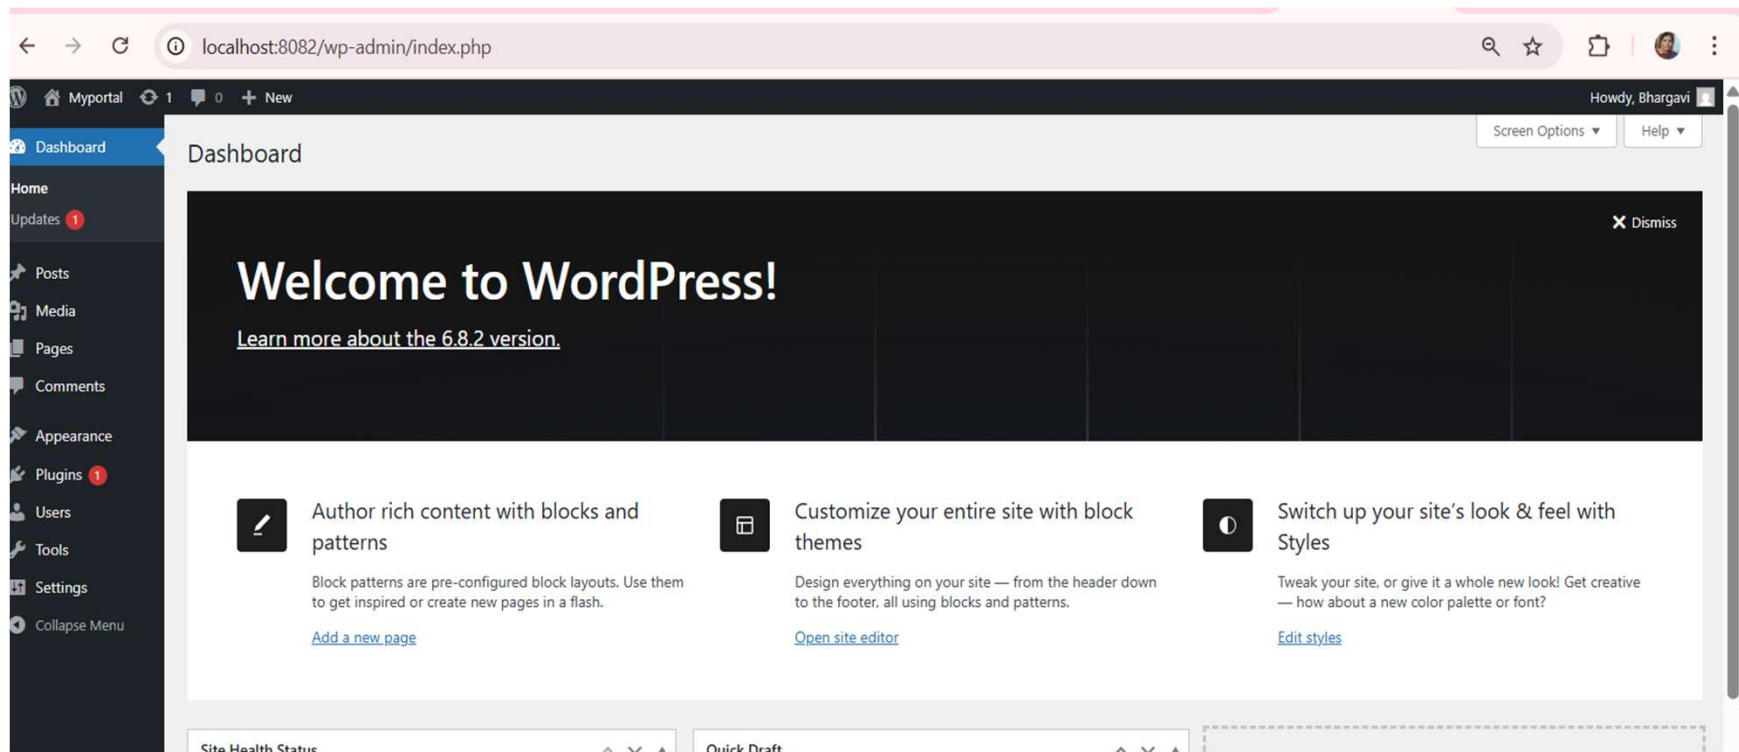 localhost:8082/wp-admin/index.php
Myportal 1 0 + New
Howdy, Bhargavi
Screen Options ▼ Help ▼
Dashboard
Home
Updates 1
Posts
Media
Pages
Comments
Appearance
Plugins 1
Users
Tools
Settings
Collapse Menu
Dashboard
Dismiss
Welcome to WordPress!
Learn more about the 6.8.2 version.
Author rich content with blocks and
patterns
Block patterns are pre-configured block layouts. Use them
to get inspired or create new pages in a flash.
Add a new page
Customize your entire site with block
themes
Design everything on your site — from the header down
to the footer, all using blocks and patterns.
Open site editor
Switch up your site's look & feel with
Styles
Tweak your site, or give it a whole new look! Get creative
— how about a new color palette or font?
Edit styles
Site Health Status
Quick Draft